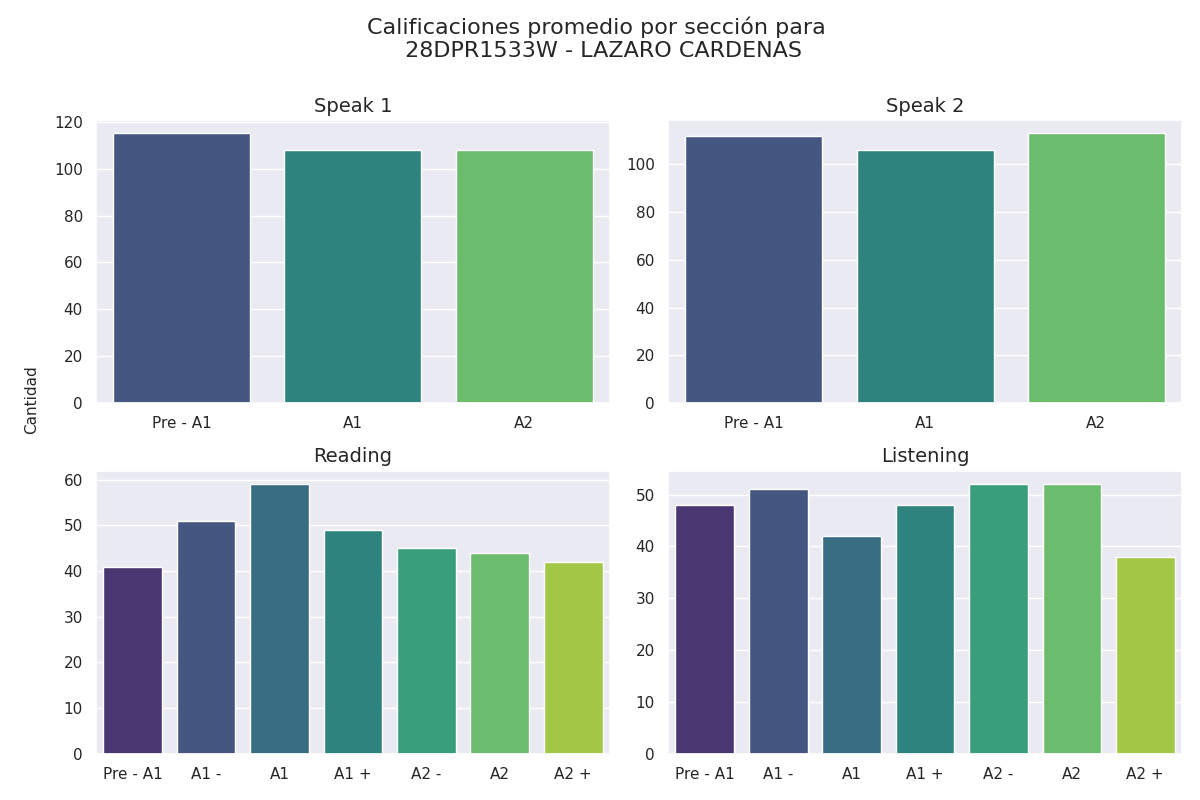 Calificaciones promedio por sección para
28DPR1533W - LAZARO CARDENAS
Cantidad
Speak 1
120
100
80
60
40
20
0
Pre - A1 A1 A2
Speak 2
100
80
60
40
20
0
Pre - A1 A1 A2
Reading
60
50
40
30
20
10
0
Pre - A1 A1 - A1 A1 + A2 - A2 A2 +
Listening
50
40
30
20
10
0
Pre - A1 A1 - A1 A1 + A2 - A2 A2 +